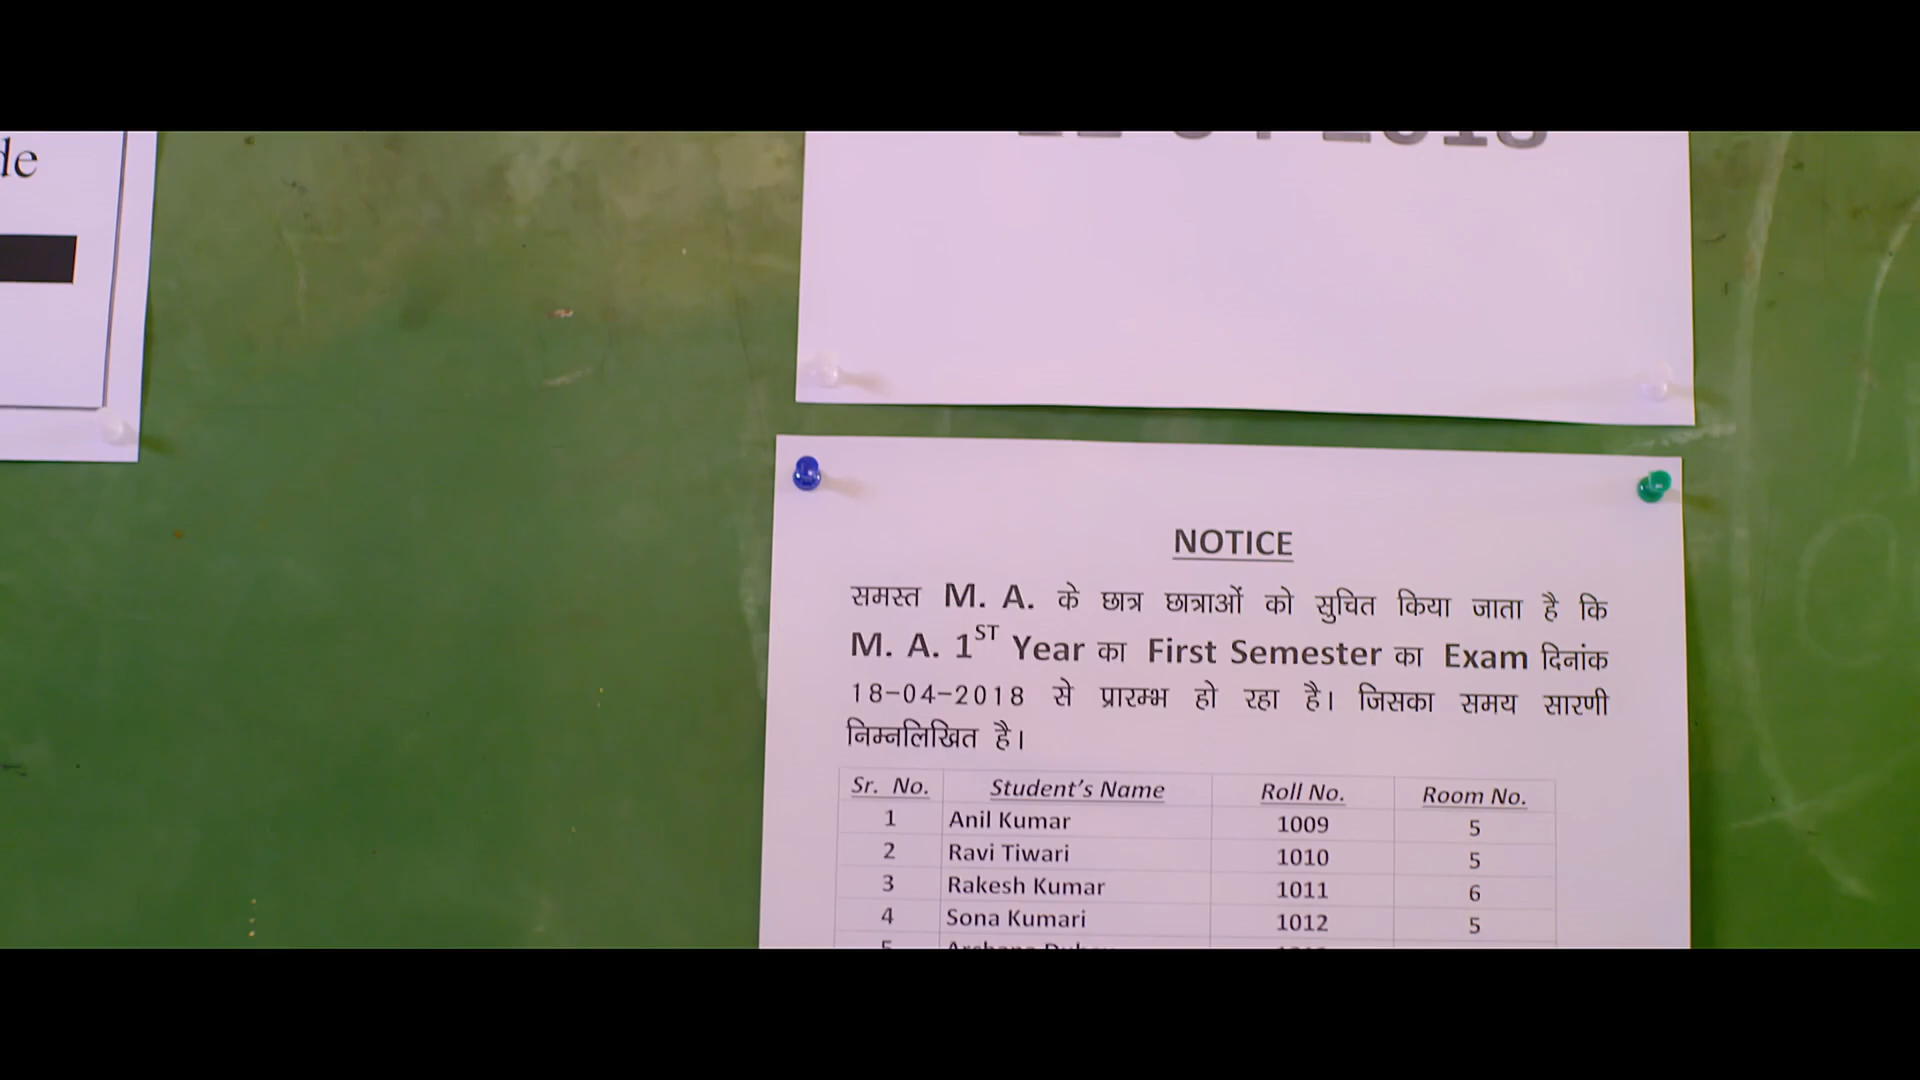 de
NOTICE
समस्त M. A. के छात्र छात्राओं को सुचित किया जाता है कि
M. A. 1ST Year का First Semester का Exam दिनांक
18-04-2018 से प्रारम्भ हो रहा है। जिसका समय सारणी
निम्नलिखित है।
Sr. No. Student's Name Roll No. Room No.
1 Anil Kumar 1009 5
2 Ravi Tiwari 1010 5
3 Rakesh Kumar 1011 6
4 Sona Kumari 1012 5